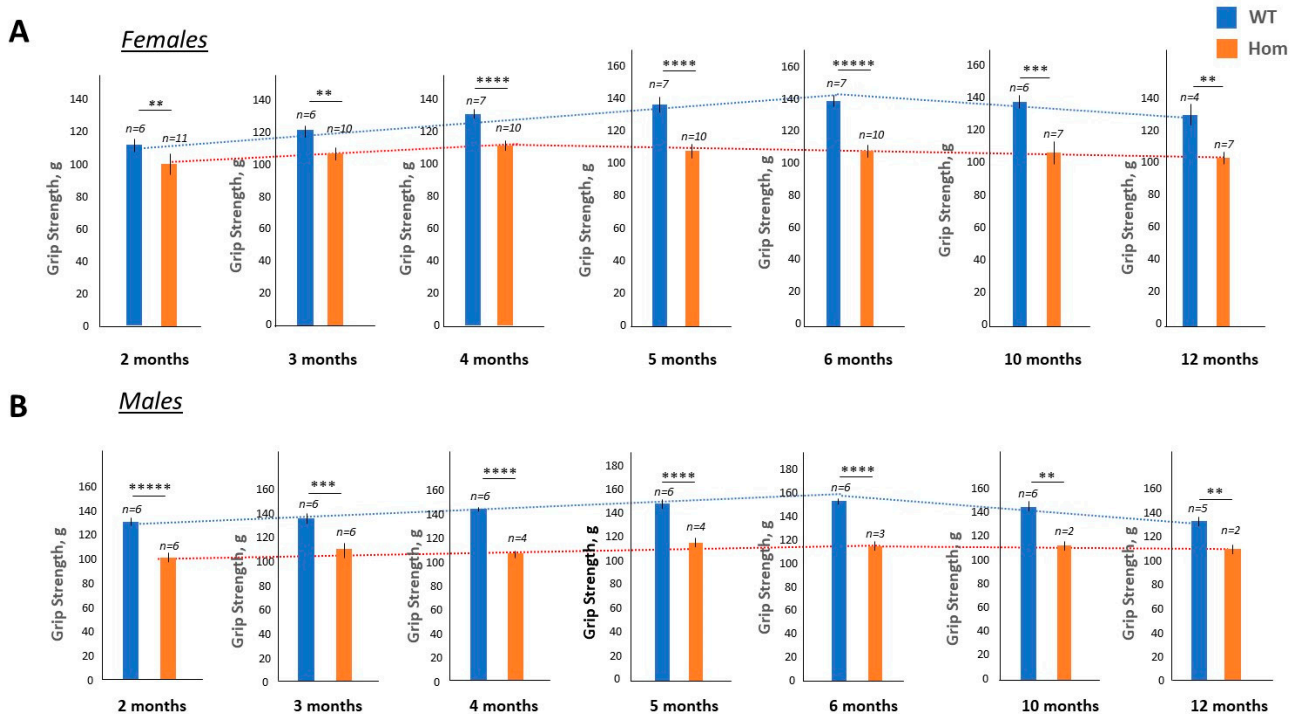 WT
Hom
A
Females
140
120
100
80
60
40
20
0
Grip Strength, g
**
n=6
n=11
2 months
140
120
100
80
60
40
20
0
Grip Strength, g
**
n=6
n=10
3 months
140
120
100
80
60
40
20
0
Grip Strength, g
****
n=7
n=10
4 months
160
140
120
100
80
60
40
20
0
Grip Strength, g
****
n=7
n=10
5 months
160
140
120
100
80
60
40
20
0
Grip Strength, g
*****
n=7
n=10
6 months
160
140
120
100
80
60
40
20
0
Grip Strength, g
***
n=6
n=7
10 months
160
140
120
100
80
60
40
20
0
Grip Strength, g
**
n=4
n=7
12 months
B
Males
160
140
120
100
80
60
40
20
0
Grip Strength, g
*****
n=6
n=6
2 months
160
140
120
100
80
60
40
20
0
Grip Strength, g
***
n=6
n=6
3 months
160
140
120
100
80
60
40
20
0
Grip Strength, g
****
n=6
n=4
4 months
180
160
140
120
100
80
60
40
20
0
Grip Strength, g
****
n=6
n=4
5 months
180
160
140
120
100
80
60
40
20
0
Grip Strength, g
****
n=6
n=3
6 months
160
140
120
100
80
60
40
20
0
Grip Strength, g
**
n=6
n=2
10 months
160
140
120
100
80
60
40
20
0
Grip Strength, g
**
n=5
n=2
12 months